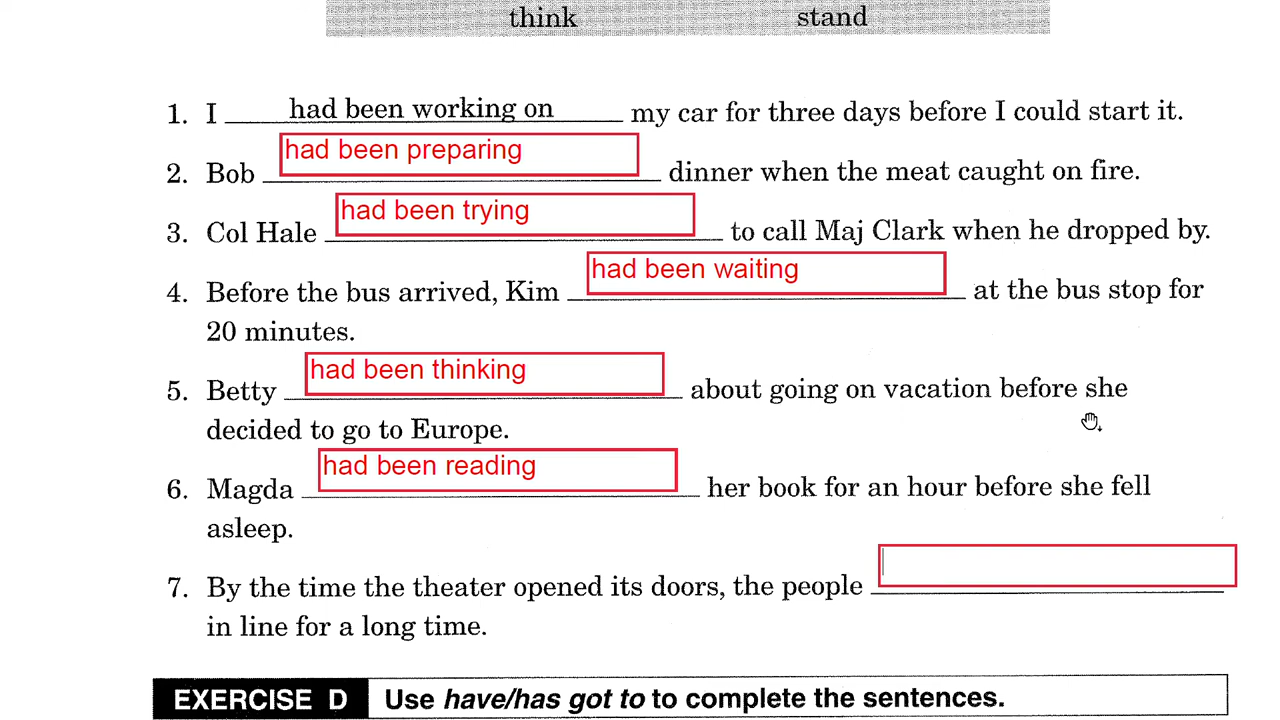 think stand
1. I had been working on my car for three days before I could start it.
2. Bob had been preparing dinner when the meat caught on fire.
3. Col Hale had been trying to call Maj Clark when he dropped by.
4. Before the bus arrived, Kim had been waiting at the bus stop for
20 minutes.
5. Betty had been thinking about going on vacation before she
decided to go to Europe.
6. Magda had been reading her book for an hour before she fell
asleep.
7. By the time the theater opened its doors, the people
in line for a long time.
EXERCISE D Use have/has got to to complete the sentences.